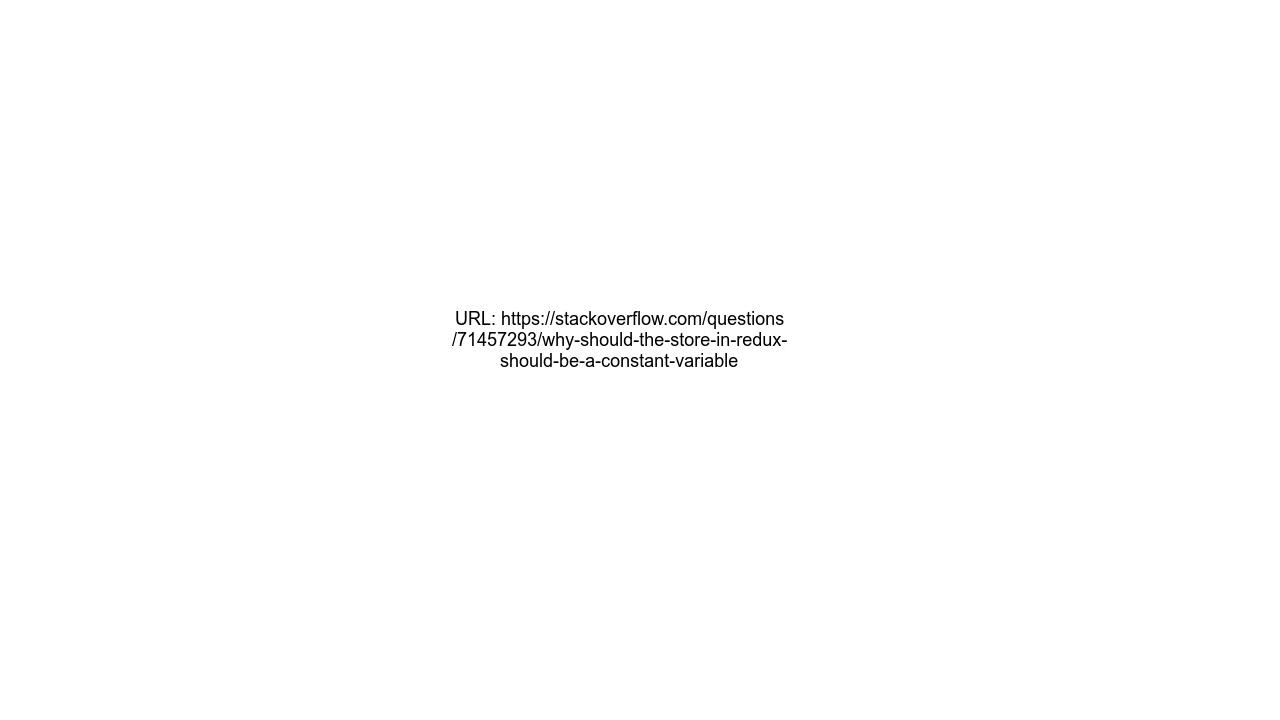 URL: https://stackoverflow.com/questions
/71457293/why-should-the-store-in-redux-
should-be-a-constant-variable